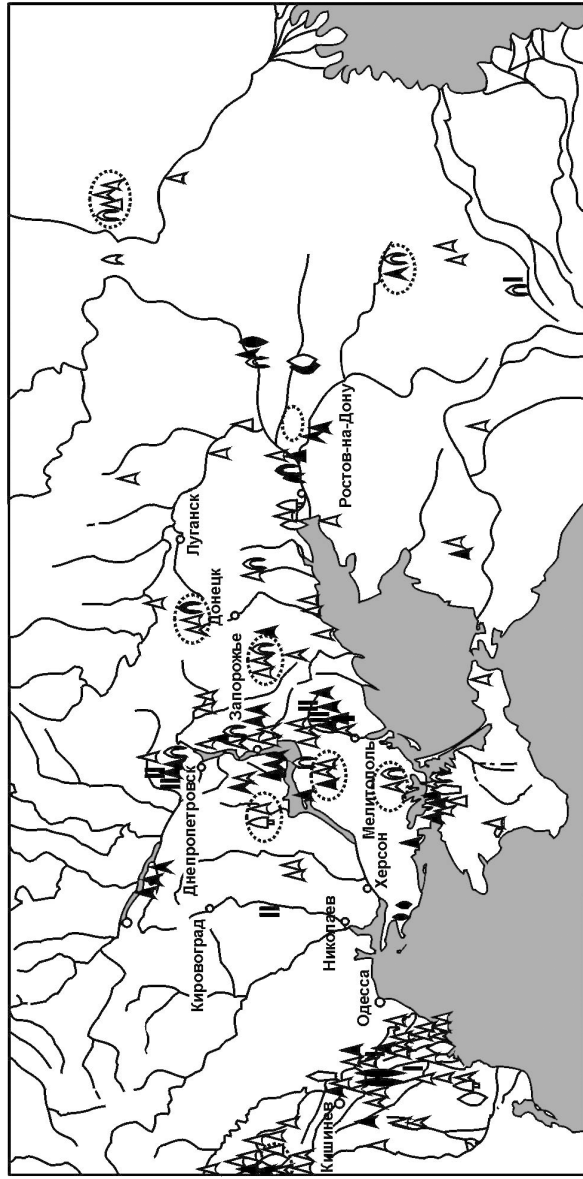 Кишинев
Одесса
Николаев
Кировоград
Херсон
Днепропетровск
Мелитополь
Запорожье
Донецк
Луганск
Ростов-на-Дону